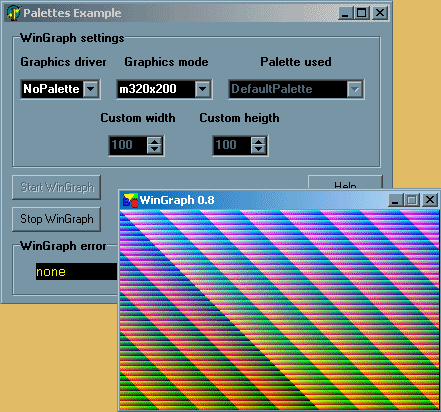 Palettes Example
WinGraph settings
Graphics driver Graphics mode Palette used
NoPalette m320x200 DefaultPalette
Custom width Custom heigth
100 100
Start WinGraph Help
Stop WinGraph
WinGraph 0.8
WinGraph error
none